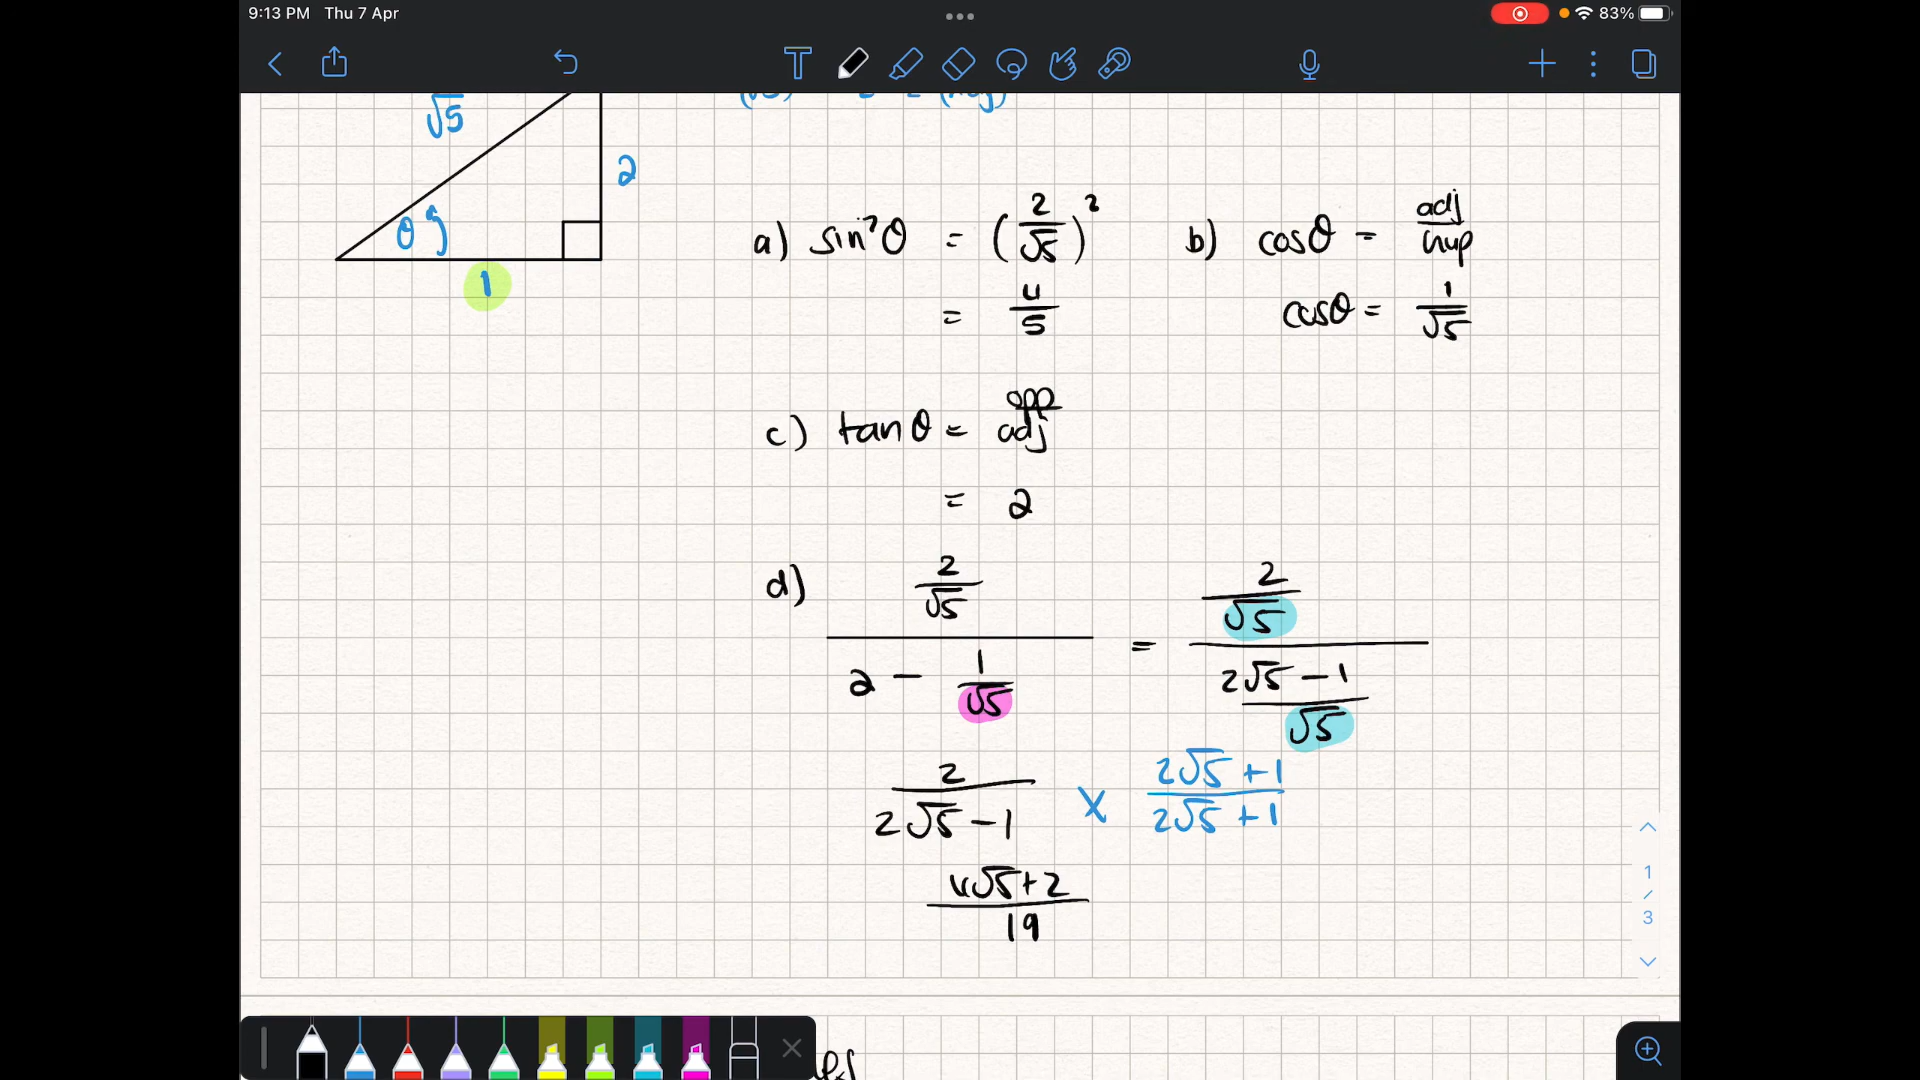 9:13 PM Thu 7 Apr
83%
√5
2
θ
1
a) sin²θ = (2/√5)²
= 4/5
b) cosθ = adj/hyp
cosθ = 1/√5
c) tanθ = opp/adj
= 2
d) (2/√5)/(2 − 1/√5) = (2/√5)/((2√5 − 1)/√5)
2/(2√5 − 1) × (2√5 + 1)/(2√5 + 1)
(4√5 + 2)/19
1
/
3